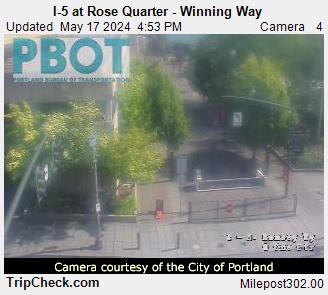 I-5 at Rose Quarter - Winning Way
Updated May 17 2024 4:53 PM Camera 4
PBOT
PORTLAND BUREAU OF TRANSPORTATION
Camera courtesy of the City of Portland
TripCheck.com Milepost302.00